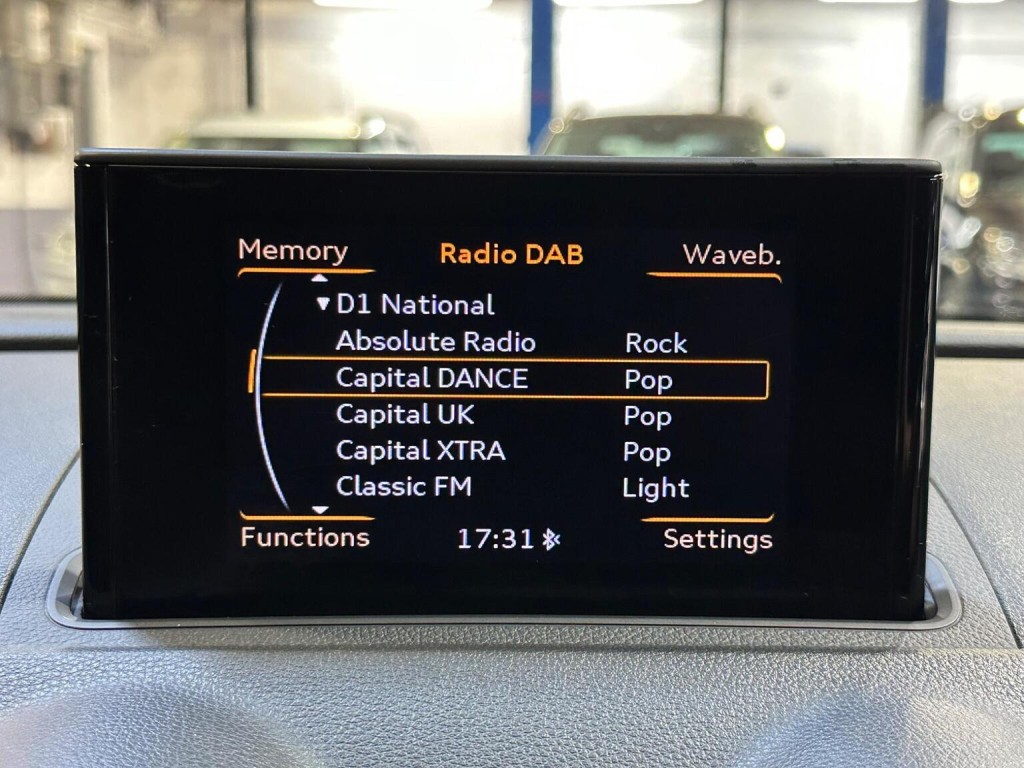 Memory Radio DAB Waveb.
D1 National
Absolute Radio Rock
Capital DANCE Pop
Capital UK Pop
Capital XTRA Pop
Classic FM Light
Functions 17:31 Settings